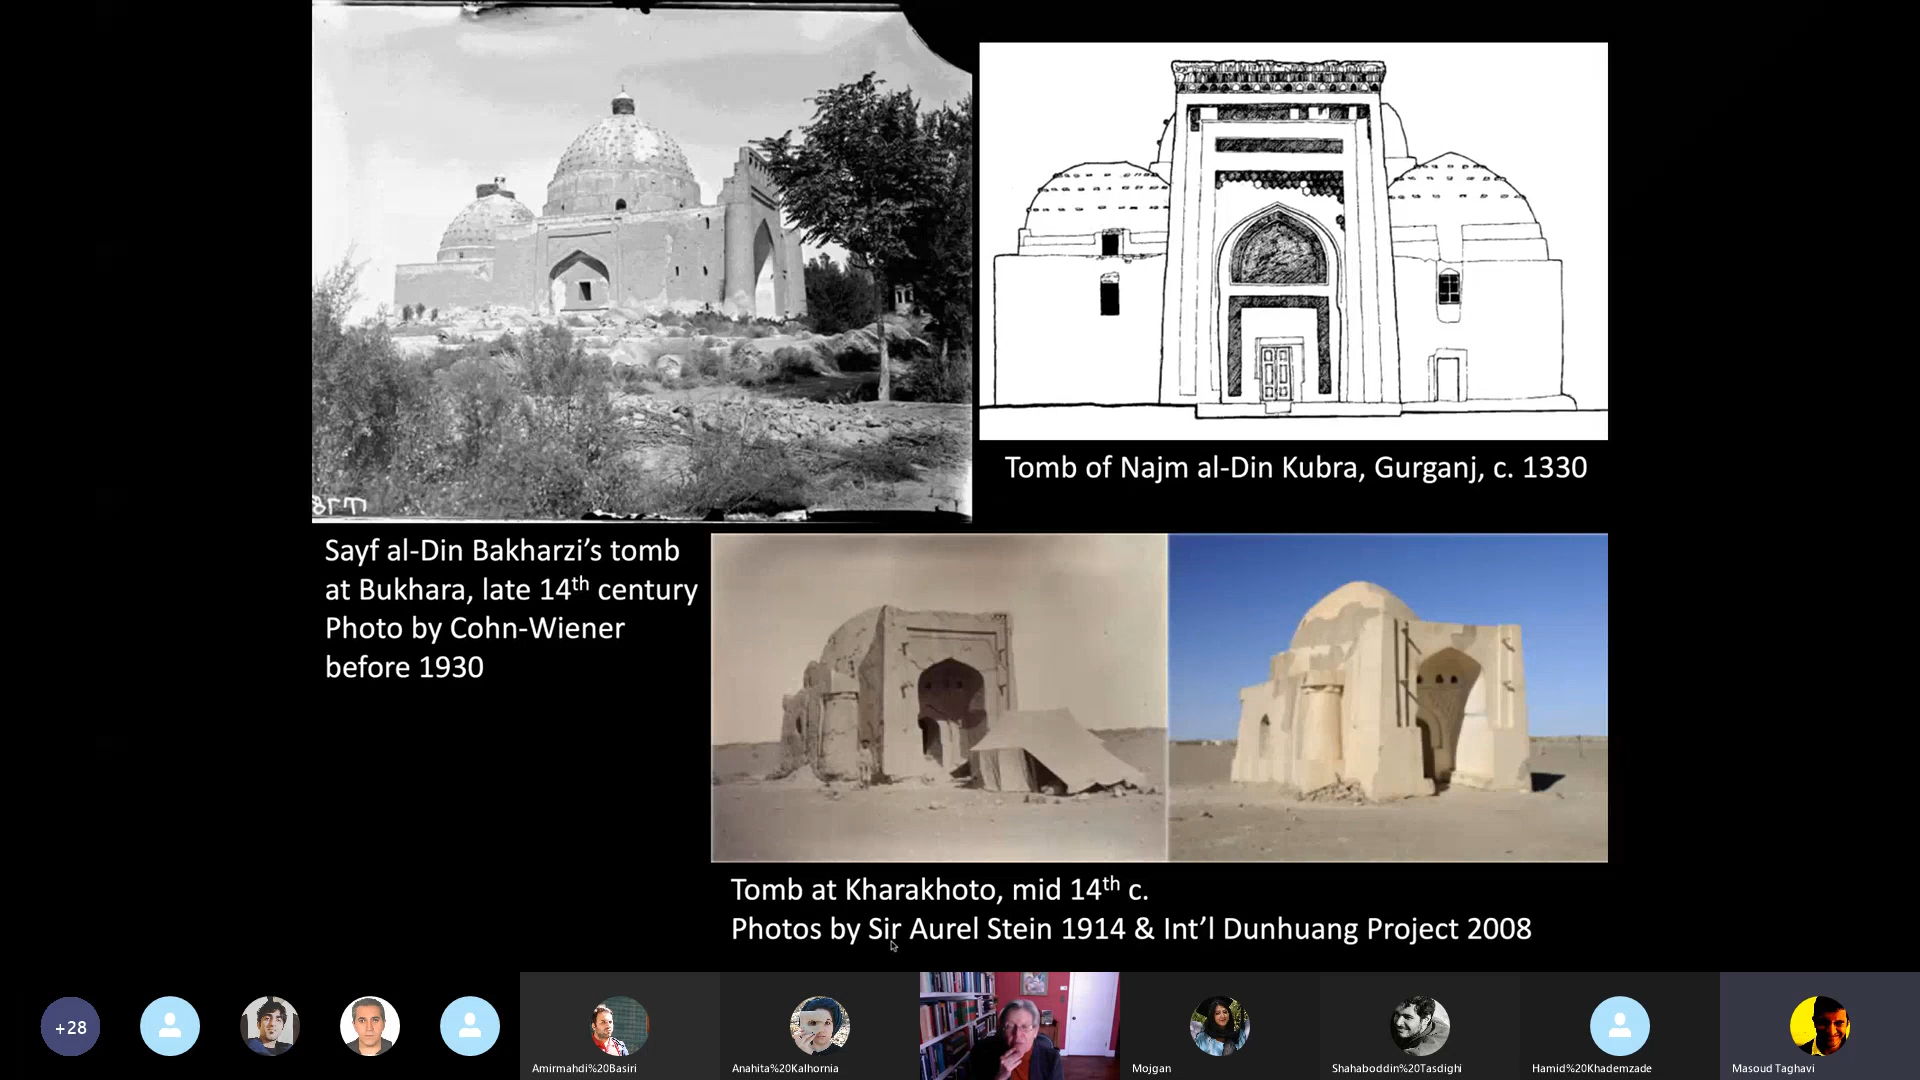 Tomb of Najm al-Din Kubra, Gurganj, c. 1330
Sayf al-Din Bakharzi’s tomb
at Bukhara, late 14th century
Photo by Cohn-Wiener
before 1930
Tomb at Kharakhoto, mid 14th c.
Photos by Sir Aurel Stein 1914 & Int’l Dunhuang Project 2008
+28
Amirmahdi%20Basiri
Anahita%20Kalhornia
Mojgan
Shahaboddin%20Tasdighi
Hamid%20Khademzade
Masoud Taghavi